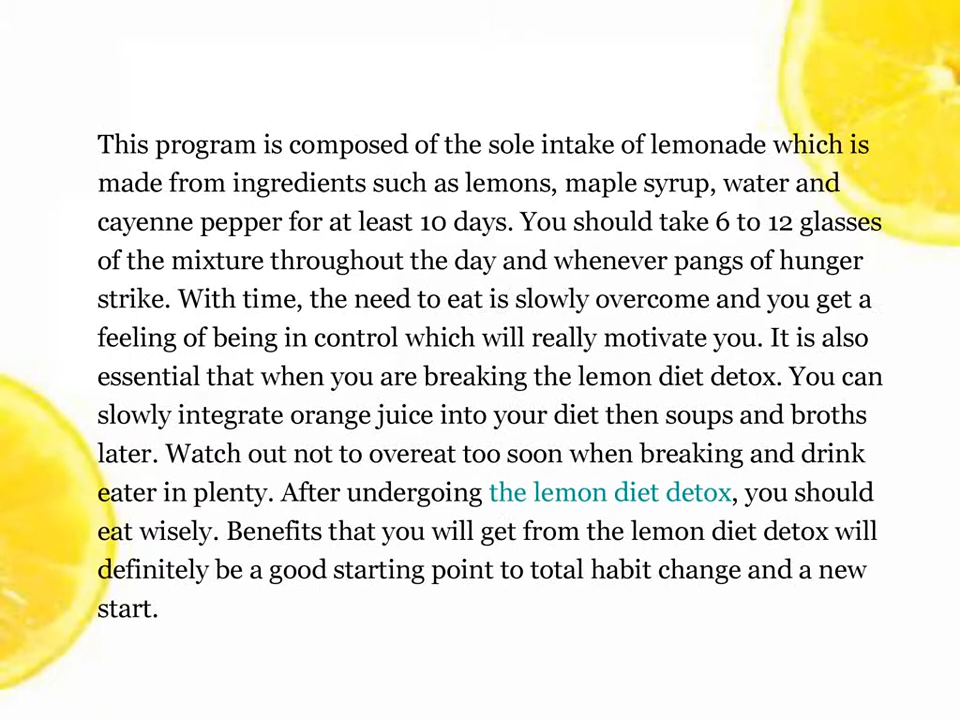 This program is composed of the sole intake of lemonade which is
made from ingredients such as lemons, maple syrup, water and
cayenne pepper for at least 10 days. You should take 6 to 12 glasses
of the mixture throughout the day and whenever pangs of hunger
strike. With time, the need to eat is slowly overcome and you get a
feeling of being in control which will really motivate you. It is also
essential that when you are breaking the lemon diet detox. You can
slowly integrate orange juice into your diet then soups and broths
later. Watch out not to overeat too soon when breaking and drink
eater in plenty. After undergoing the lemon diet detox, you should
eat wisely. Benefits that you will get from the lemon diet detox will
definitely be a good starting point to total habit change and a new
start.